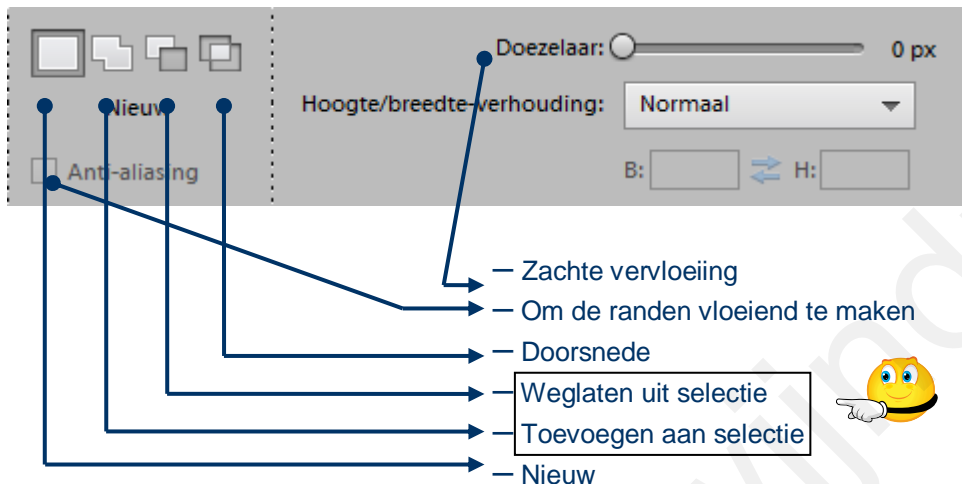 Doezelaar: 0 px
Nieuw
Hoogte/breedte-verhouding: Normaal
Anti-aliasing
B: H:
– Zachte vervloeiing
– Om de randen vloeiend te maken
– Doorsnede
– Weglaten uit selectie
– Toevoegen aan selectie
– Nieuw